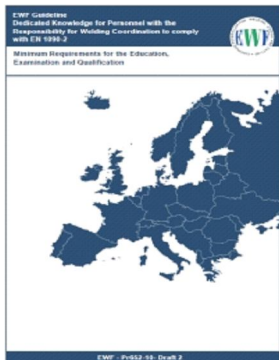 EWF Guideline
Dedicated Knowledge for Personnel with the
Responsibility for Welding Coordination to comply
with EN 1090-2
EWF
Minimum Requirements for the Education,
Examination and Qualification
EWF - Pr652-10- Draft 2